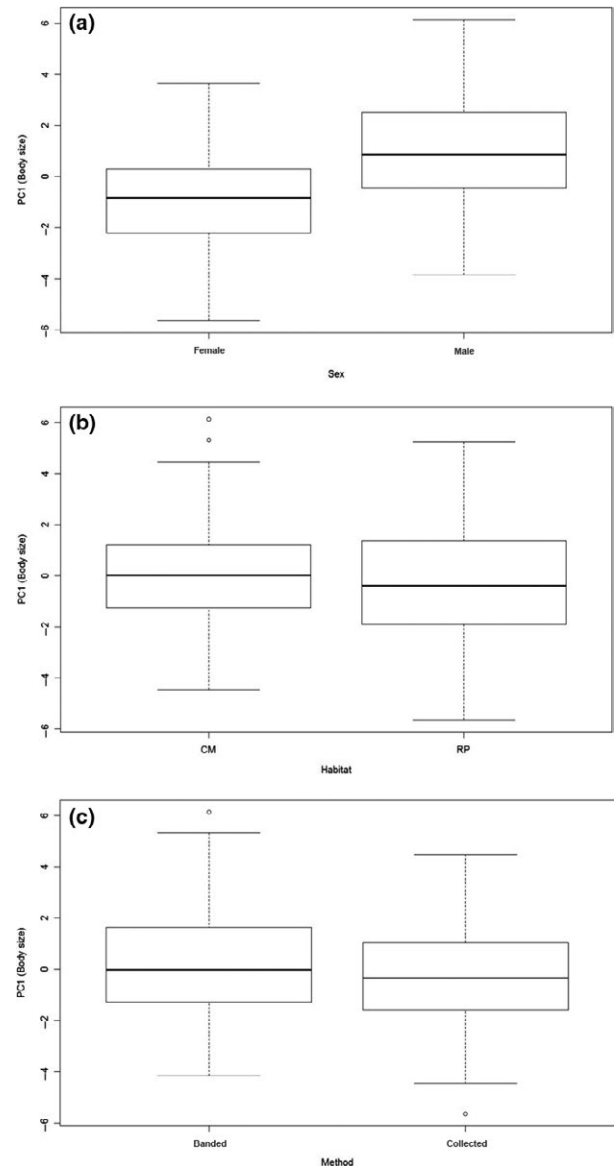 (a)
PC1 (Body size)
6
4
2
0
−2
−4
−6
Female
Male
Sex
(b)
PC1 (Body size)
6
4
2
0
−2
−4
−6
CM
RP
Habitat
(c)
PC1 (Body size)
6
4
2
0
−2
−4
−6
Banded
Collected
Method